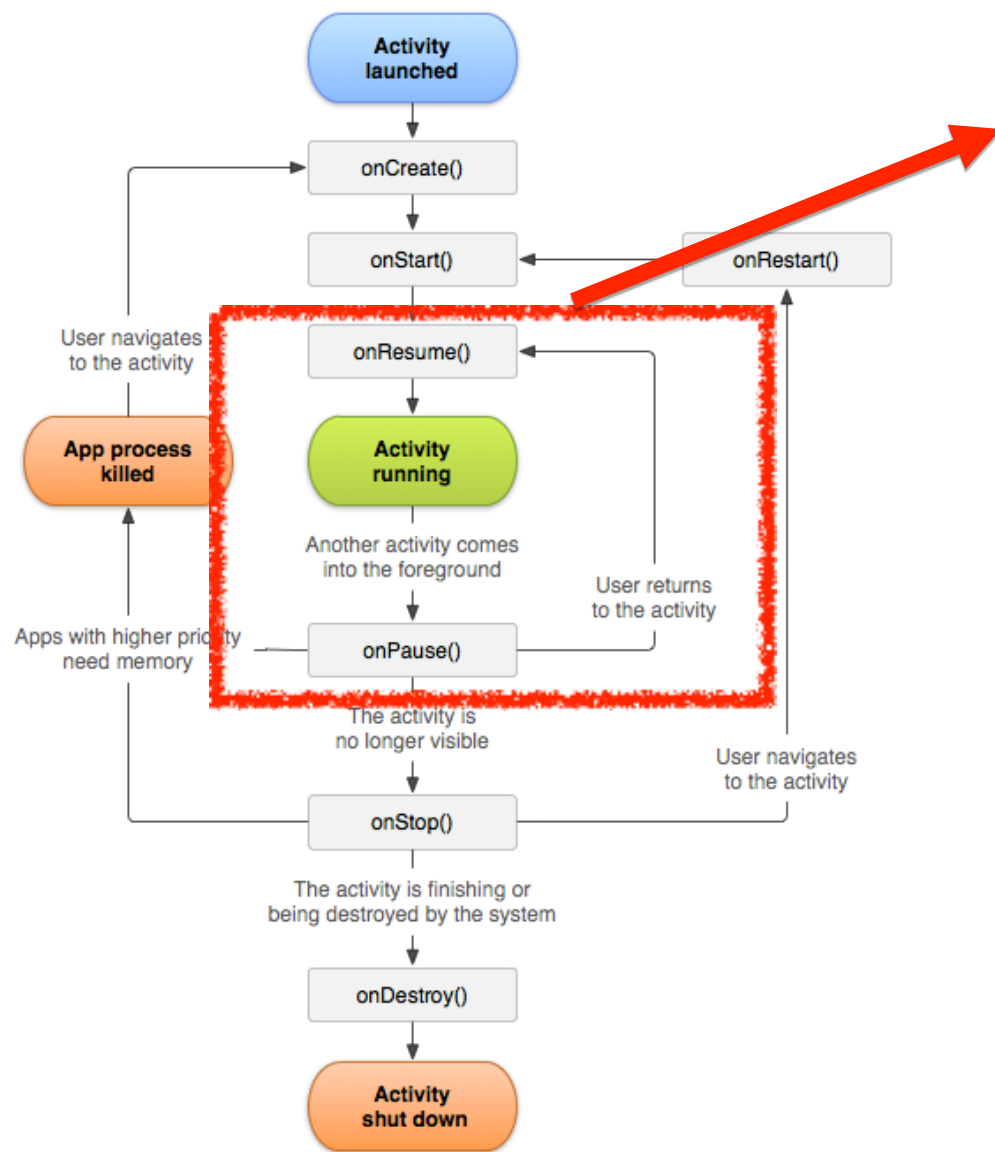 Activity
launched
onCreate()
onStart()
onRestart()
User navigates
to the activity
onResume()
App process
killed
Activity
running
Another activity comes
into the foreground
User returns
to the activity
Apps with higher priority
need memory
onPause()
The activity is
no longer visible
User navigates
to the activity
onStop()
The activity is finishing or
being destroyed by the system
onDestroy()
Activity
shut down